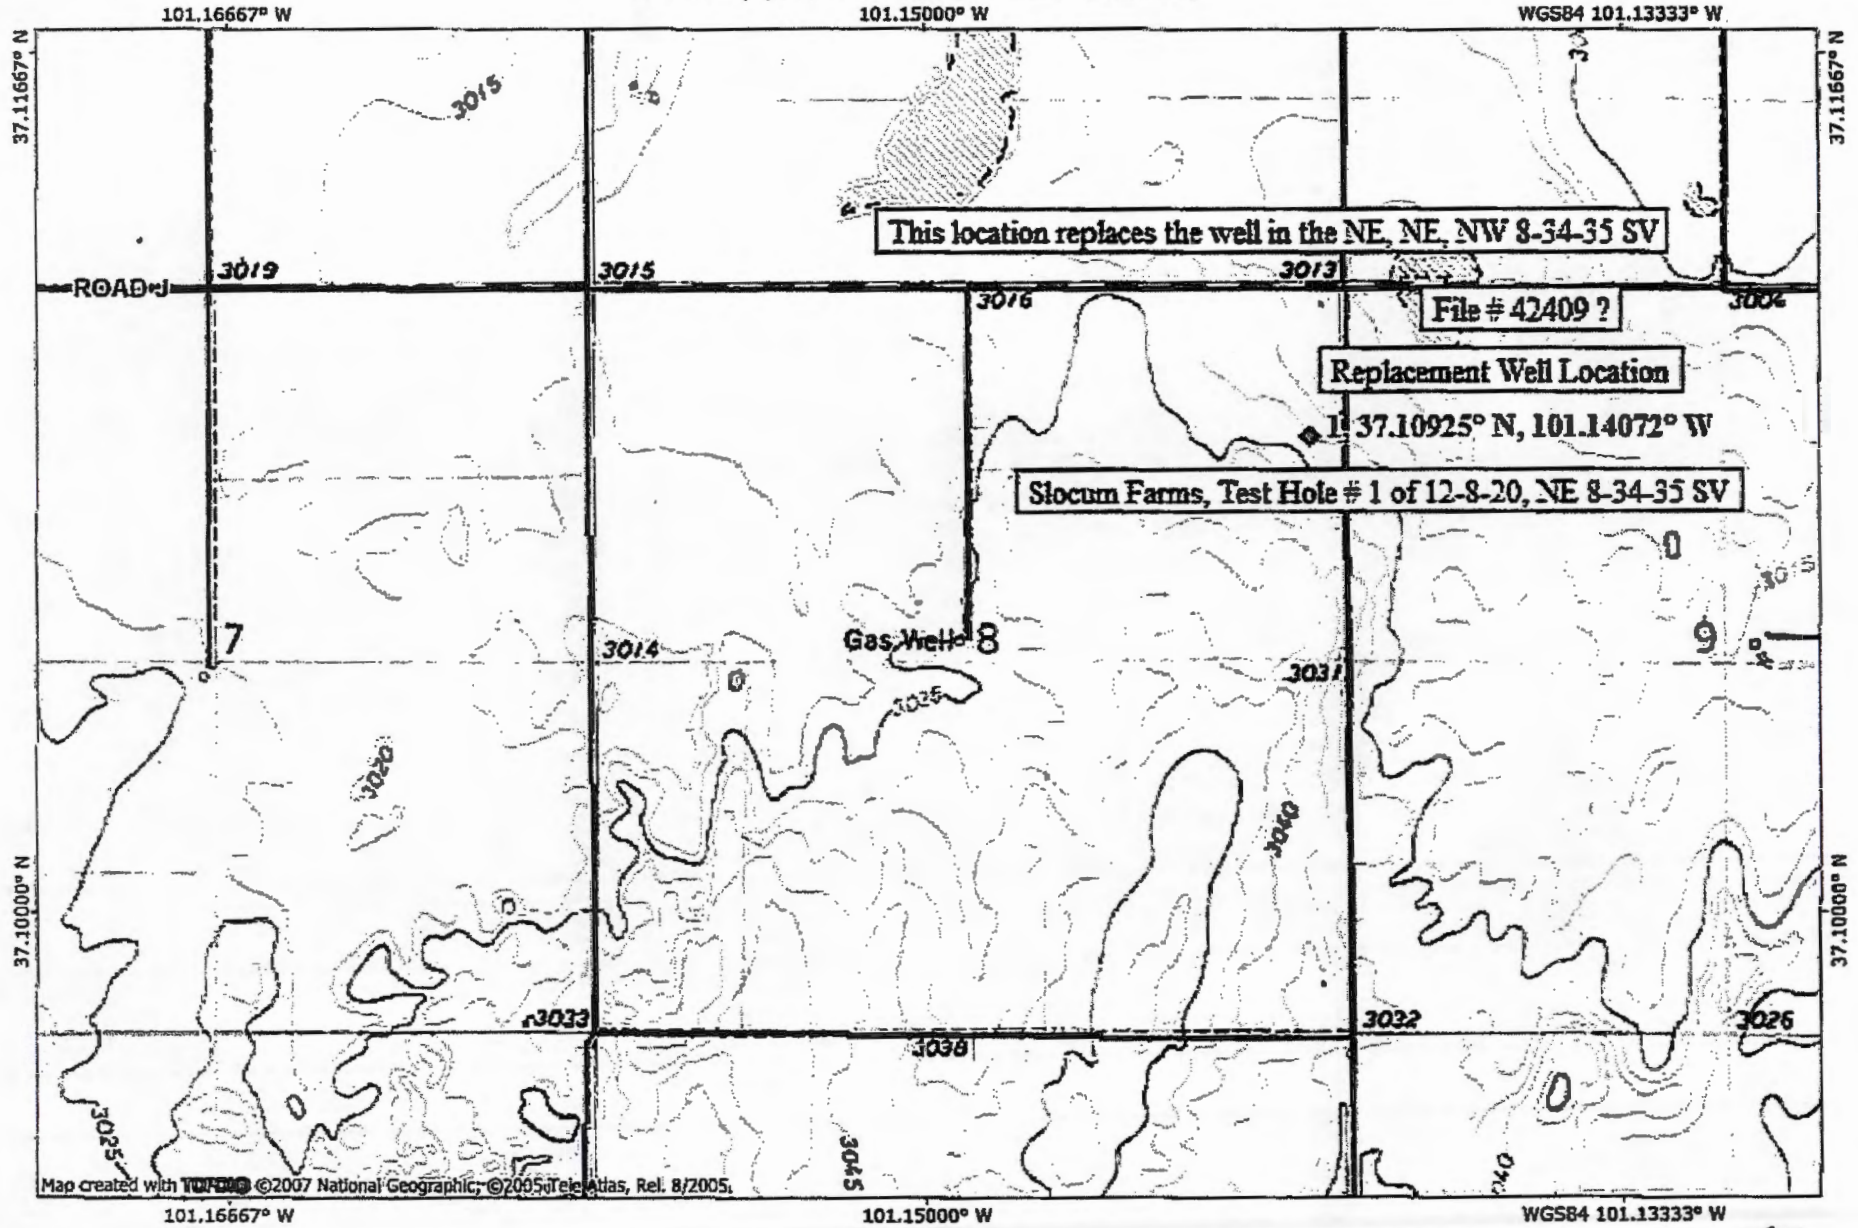 101.16667° W
101.15000° W
WGS84 101.13333° W
37.11667° N
37.11667° N
3015
This location replaces the well in the NE, NE, NW 8-34-35 SV
3019
3015
3013
ROAD J
3016
3006
File # 42409 ?
Replacement Well Location
1 37.10925° N, 101.14072° W
Slocum Farms, Test Hole # 1 of 12-8-20, NE 8-34-35 SV
7
Gas Well
8
9
3014
3031
3025
3020
3040
37.10000° N
37.10000° N
3033
3032
3026
3038
3025
3045
Map created with TOPO!® ©2007 National Geographic; ©2005 Tele Atlas, Rel. 8/2005
101.16667° W
101.15000° W
WGS84 101.13333° W